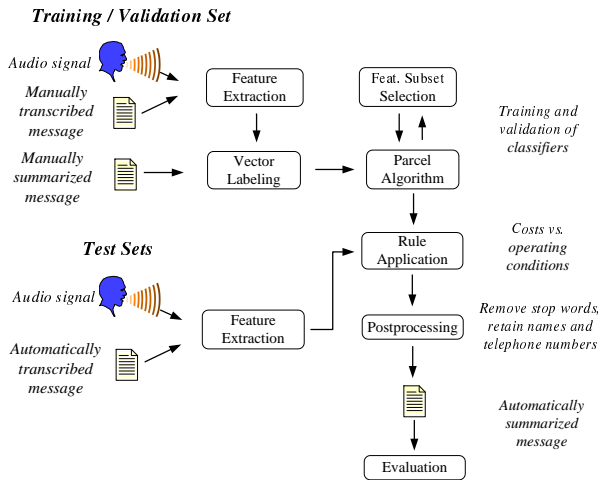 Training / Validation Set
Audio signal
Manually
transcribed
message
Manually
summarized
message
Feature
Extraction
Vector
Labeling
Feat. Subset
Selection
Parcel
Algorithm
Training and
validation of
classifiers
Test Sets
Audio signal
Automatically
transcribed
message
Feature
Extraction
Rule
Application
Costs vs.
operating
conditions
Postprocessing
Remove stop words,
retain names and
telephone numbers
Automatically
summarized
message
Evaluation